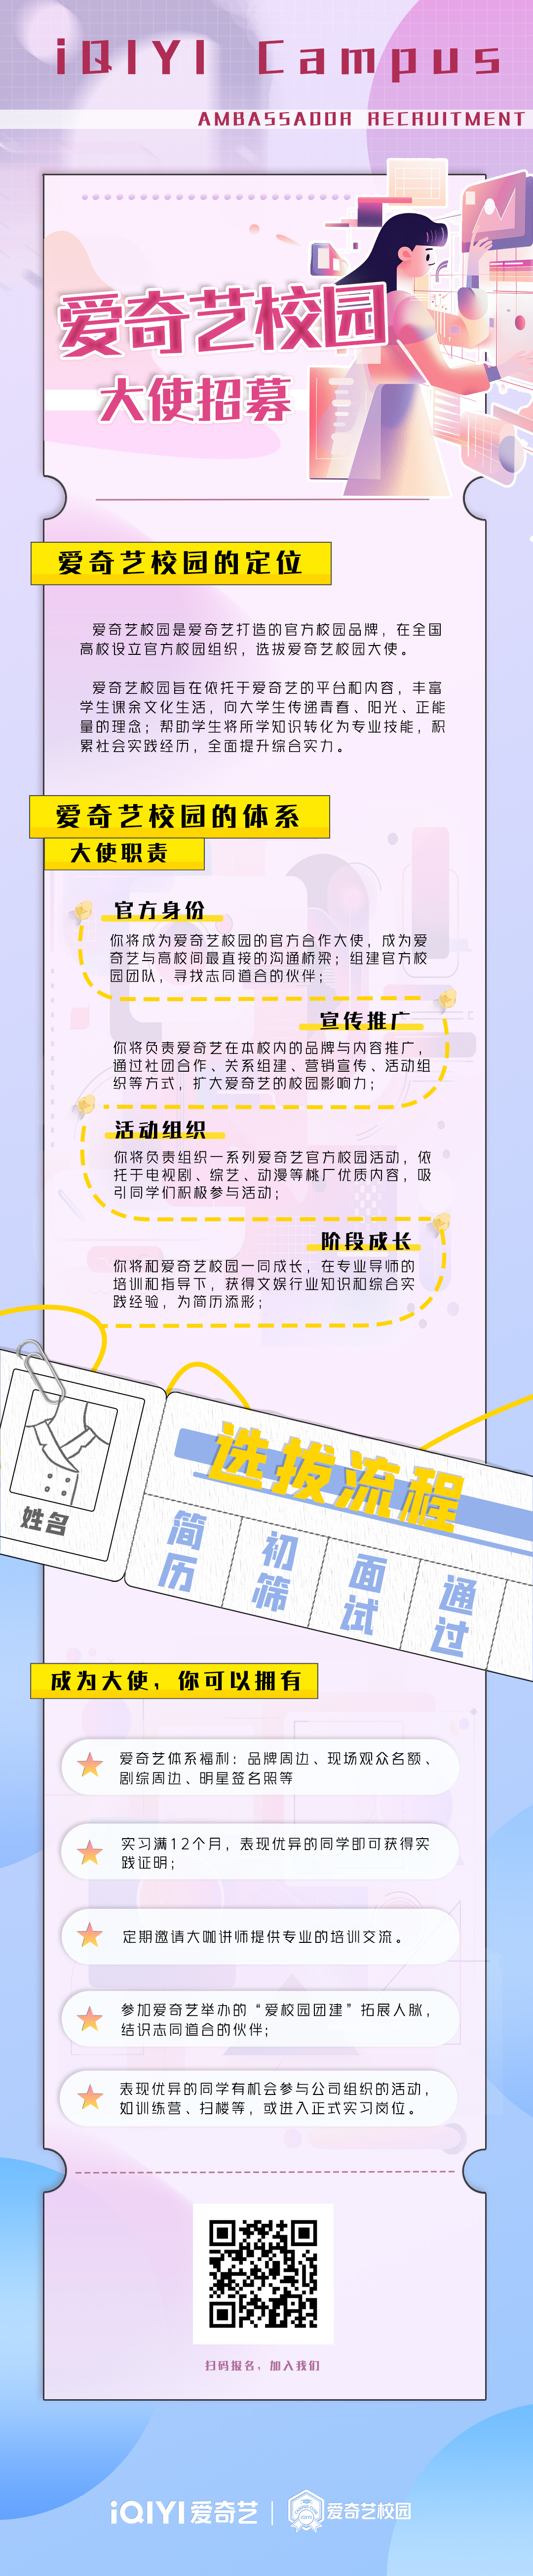 iQIYI Campus
AMBASSADOR RECRUITMENT
爱奇艺校园
大使招募
爱奇艺校园的定位
爱奇艺校园是爱奇艺打造的官方校园品牌，在全国
高校设立官方校园组织，选拔爱奇艺校园大使。
爱奇艺校园旨在依托于爱奇艺的平台和内容，丰富
学生课余文化生活，向大学生传递青春、阳光、正能
量的理念；帮助学生将所学知识转化为专业技能，积
累社会实践经历，全面提升综合实力。
爱奇艺校园的体系
大使职责
官方身份
你将成为爱奇艺校园的官方合作大使，成为爱
奇艺与高校间最直接的沟通桥梁；组建官方校
园团队，寻找志同道合的伙伴；
宣传推广
你将负责爱奇艺在本校内的品牌与内容推广，
通过社团合作、关系组建、营销宣传、活动组
织等方式，扩大爱奇艺的校园影响力；
活动组织
你将负责组织一系列爱奇艺官方校园活动，依
托于电视剧、综艺、动漫等桃厂优质内容，吸
引同学们积极参与活动；
阶段成长
你将和爱奇艺校园一同成长，在专业导师的
培训和指导下，获得文娱行业知识和综合实
践经验，为简历添彩；
选拔流程
姓名
简历
初筛
面试
通过
成为大使，你可以拥有
爱奇艺体系福利：品牌周边、现场观众名额、
剧综周边、明星签名照等
实习满12个月，表现优异的同学即可获得实
践证明；
定期邀请大咖讲师提供专业的培训交流。
参加爱奇艺举办的“爱校园团建”拓展人脉，
结识志同道合的伙伴；
表现优异的同学有机会参与公司组织的活动，
如训练营、扫楼等，或进入正式实习岗位。
扫码报名，加入我们
iQIYI 爱奇艺 | 爱奇艺校园